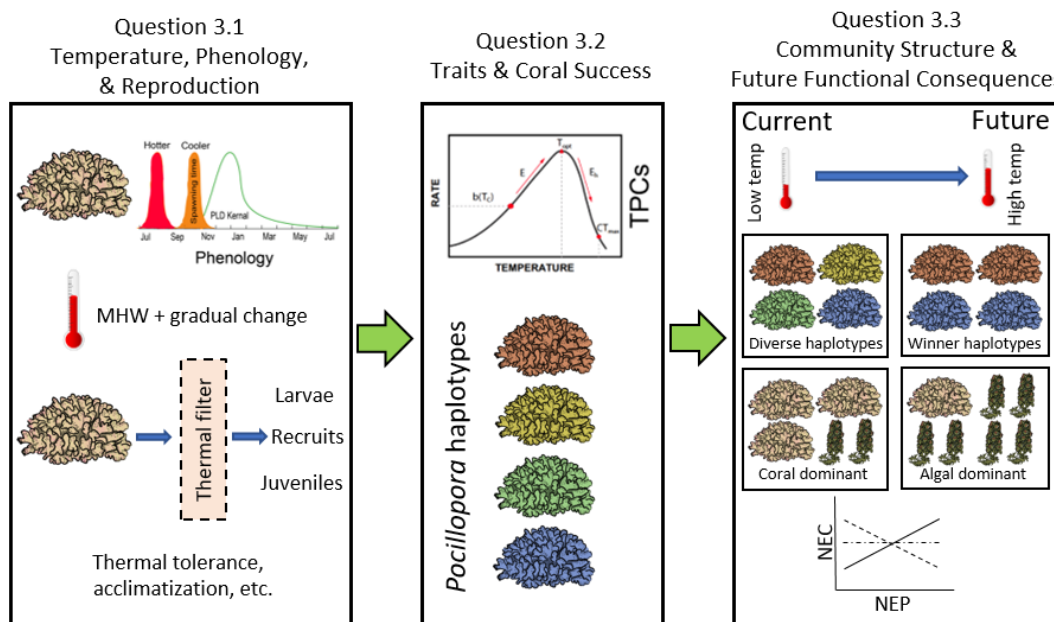 Question 3.1
Temperature, Phenology,
& Reproduction
Hotter
Cooler
Spawning time
PLD Kernal
Jul
Sep
Nov
Jan
Mar
May
Jul
Phenology
MHW + gradual change
Thermal filter
Larvae
Recruits
Juveniles
Thermal tolerance,
acclimatization, etc.
Question 3.2
Traits & Coral Success
RATE
b(Tc)
E
Topt
Eh
CTmax
TEMPERATURE
TPCs
Pocillopora haplotypes
Question 3.3
Community Structure &
Future Functional Consequences
Current
Future
Low temp
High temp
Diverse haplotypes
Winner haplotypes
Coral dominant
Algal dominant
NEC
NEP